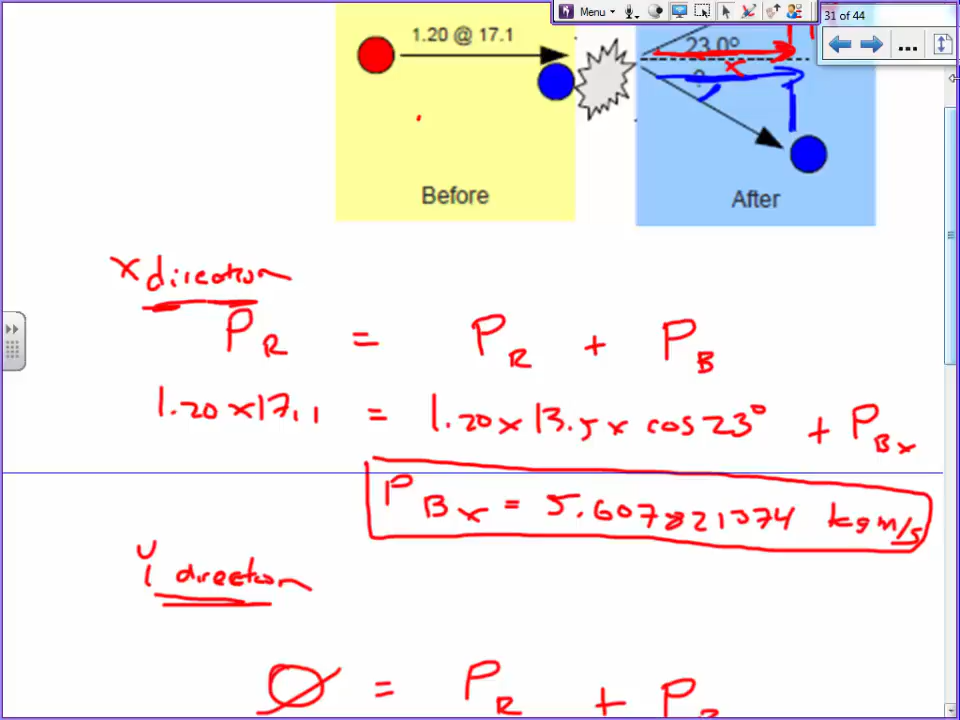 Menu
31 of 44
1.20 @ 17.1
23.0°
x
Before
After
x direction
P_R = P_R + P_B
1.20 x 17.1 = 1.20 x 13.5 x cos 23° + P_Bx
P_Bx = 5.607821374 kg m/s
y direction
Ø = P_R + P_B